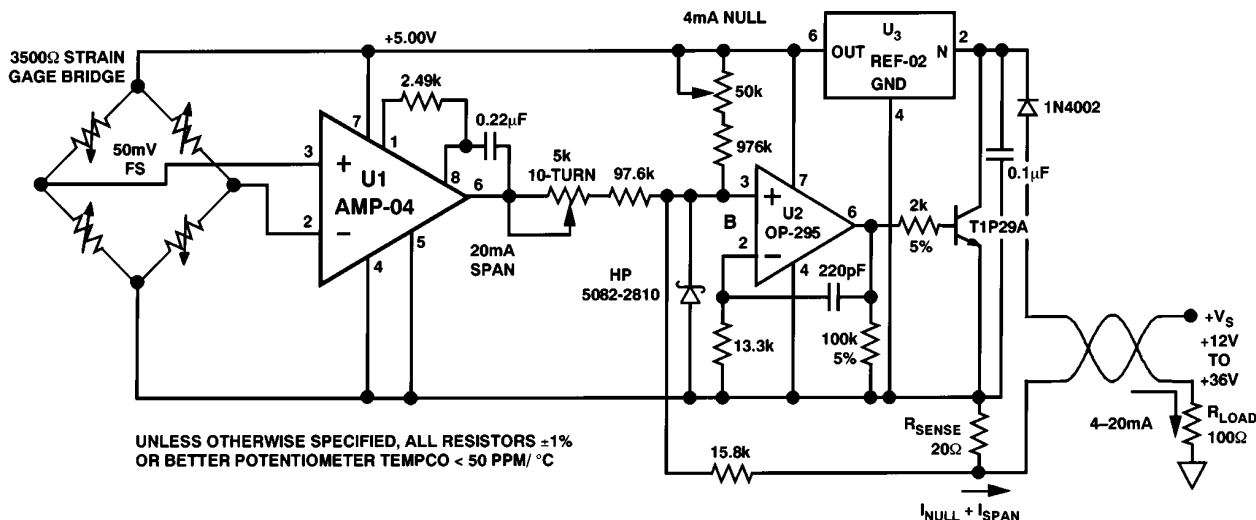 4mA NULL
3500Ω STRAIN
GAGE BRIDGE
+5.00V
6
OUT
U3
N
2
REF-02
GND
4
1N4002
2.49k
50k
0.22μF
7
1
50mV
FS
3
+
U1
AMP-04
8
6
5k
10-TURN
97.6k
976k
0.1μF
3
+
7
B
U2
OP-295
6
2k
5%
T1P29A
2
−
5
4
20mA
SPAN
HP
5082-2810
2
−
4
220pF
13.3k
100k
5%
+VS
+12V
TO
+36V
UNLESS OTHERWISE SPECIFIED, ALL RESISTORS ±1%
OR BETTER POTENTIOMETER TEMPCO < 50 PPM/ °C
RSENSE
20Ω
4–20mA
RLOAD
100Ω
15.8k
INULL + ISPAN